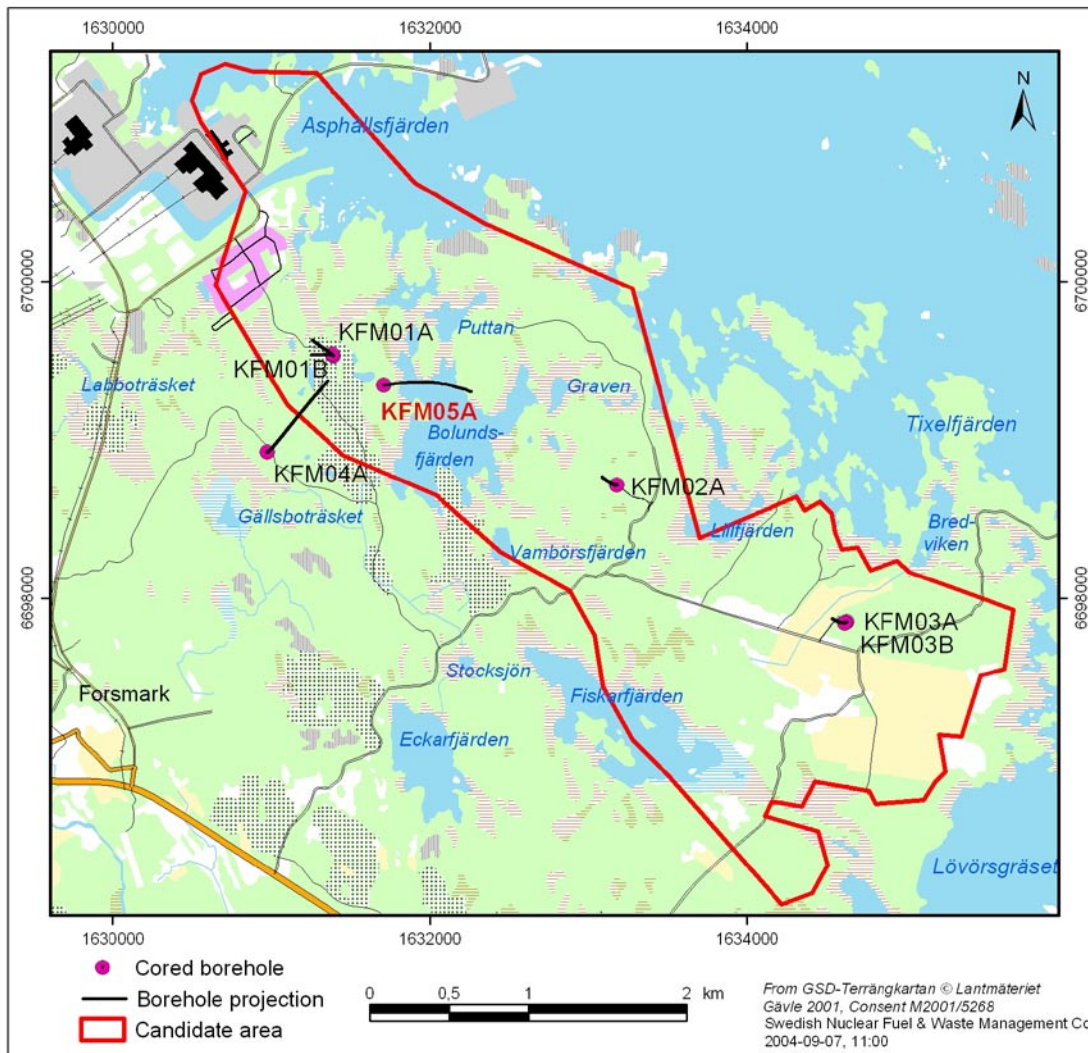 1630000 1632000 1634000
N
Asphällsfjärden
6700000 6700000
KFM01A
Puttan
KFM01B
Labboträsket
Graven
KFM05A
Tixelfjärden
Bolunds-
fjärden
KFM04A
KFM02A
Gällsboträsket
Lillfjärden
Bred-
viken
Vambörsfjärden
6698000 6698000
KFM03A
KFM03B
Stocksjön
Forsmark
Fiskarfjärden
Eckarfjärden
Lövörsgräset
1630000 1632000 1634000
Cored borehole
Borehole projection
Candidate area
0 0,5 1 2 km
From GSD-Terrängkartan © Lantmäteriet
Gävle 2001, Consent M2001/5268
Swedish Nuclear Fuel & Waste Management Co
2004-09-07, 11:00